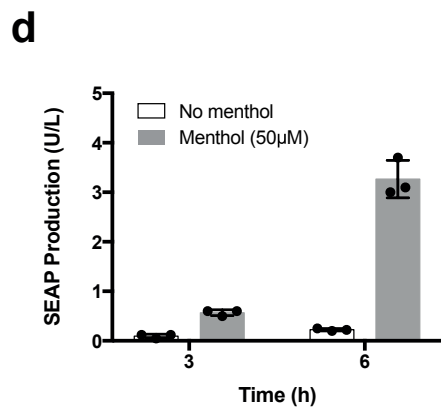 d
SEAP Production (U/L)
5
4
3
2
1
0
No menthol
Menthol (50µM)
3
6
Time (h)